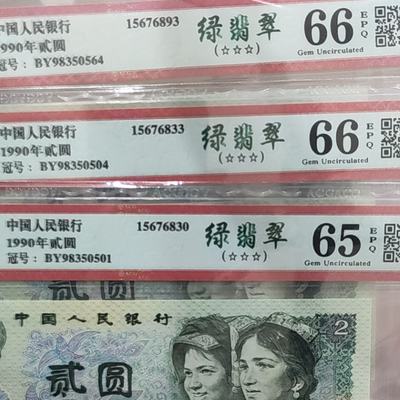 中国人民银行 15676893 绿翡翠 66 EPQ
1990年贰圆 (☆☆☆) Gem Uncirculated
冠号：BY98350564
中国人民银行 15676833 绿翡翠 66 EPQ
1990年贰圆 (☆☆☆) Gem Uncirculated
冠号：BY98350504
中国人民银行 15676830 绿翡翠 65 EPQ
1990年贰圆 (☆☆☆) Gem Uncirculated
冠号：BY98350501
贰圆
中国人民银行 2
贰圆